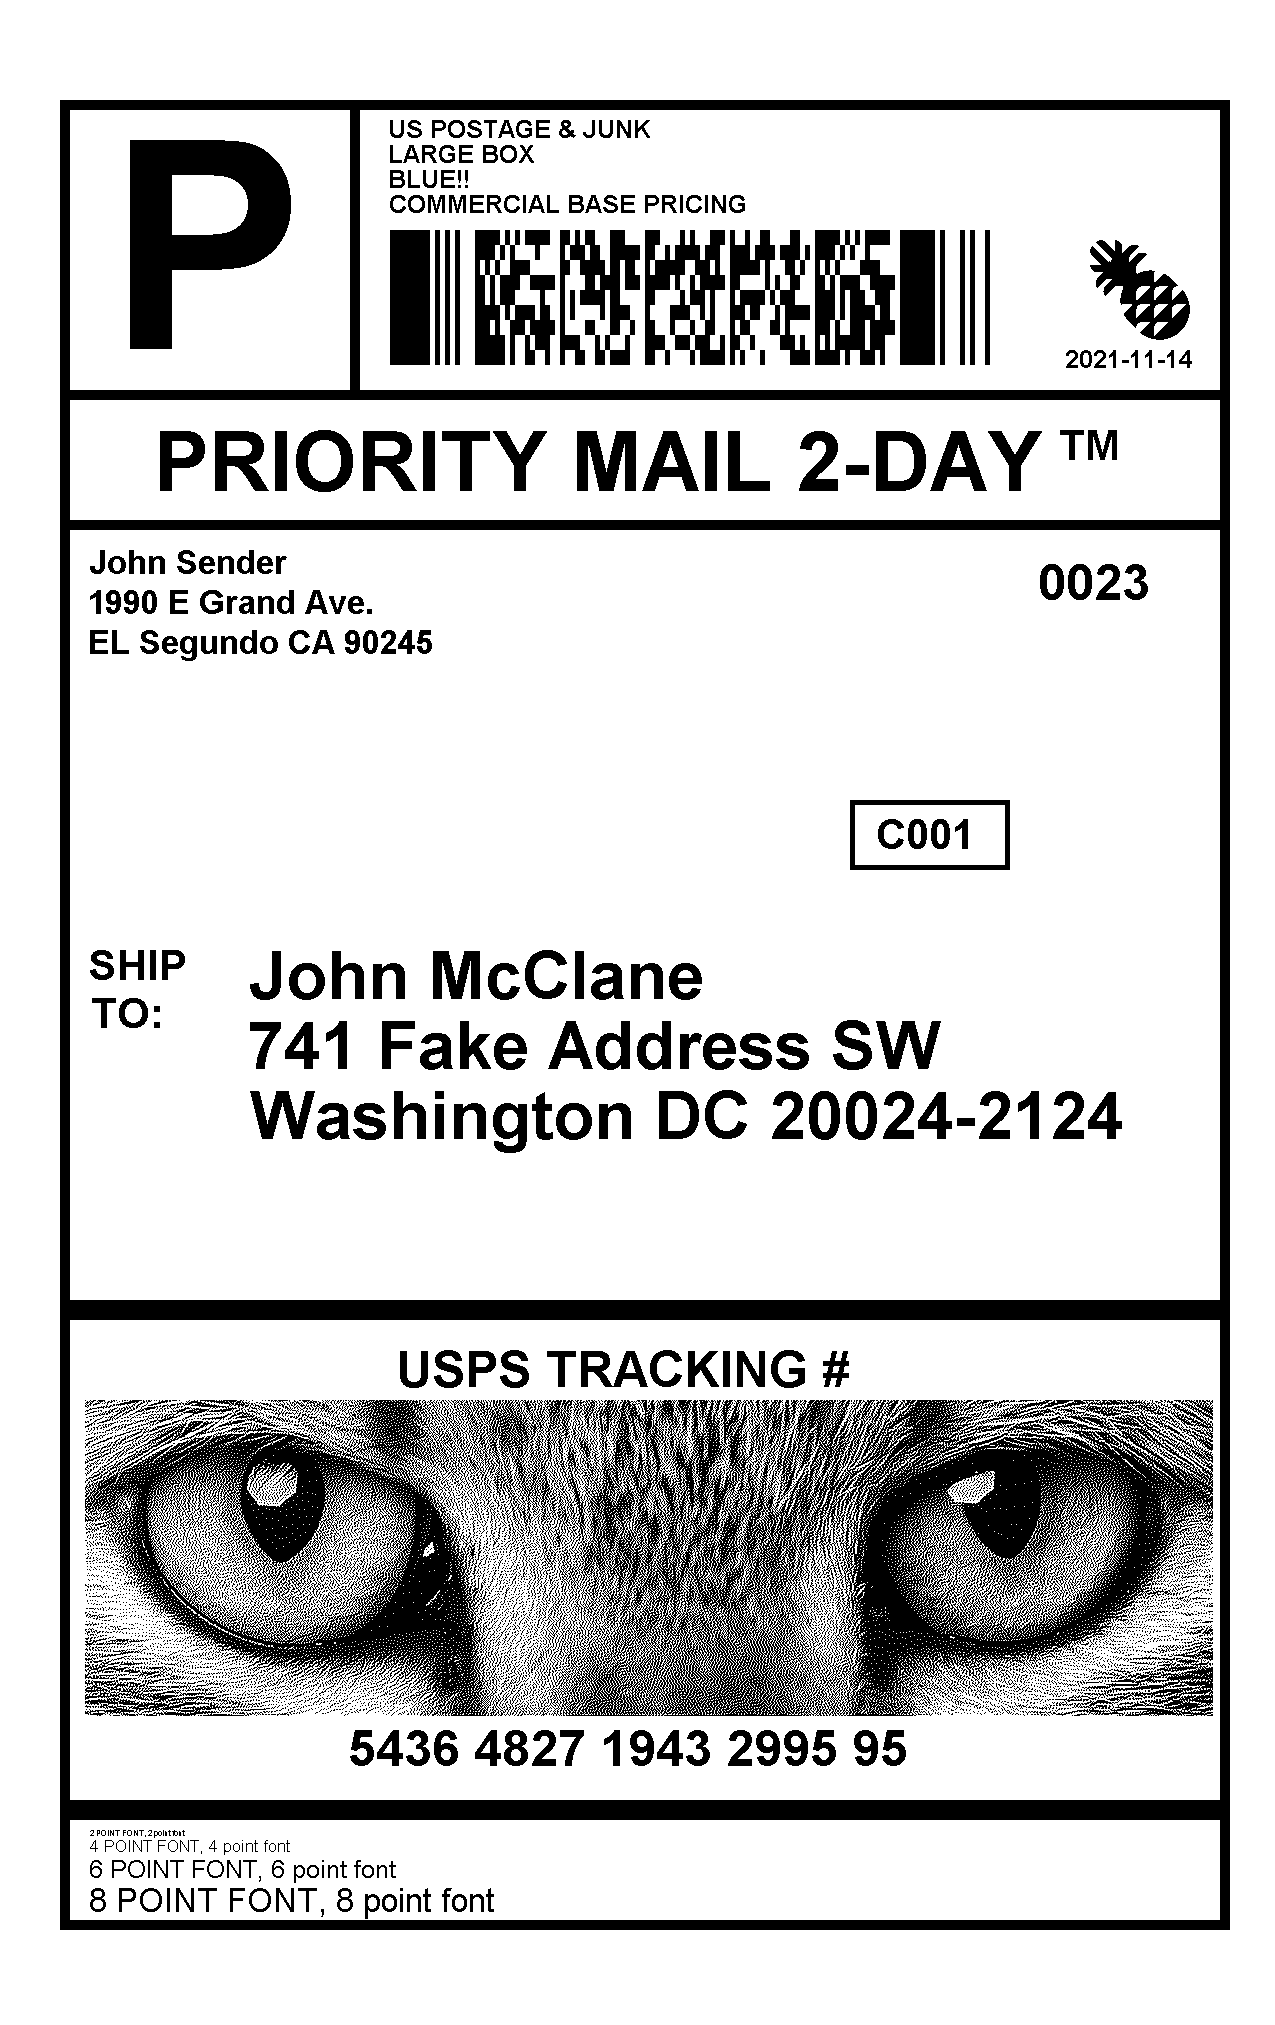 P
US POSTAGE & JUNK
LARGE BOX
BLUE!!
COMMERCIAL BASE PRICING
2021-11-14
PRIORITY MAIL 2-DAY ™
John Sender
1990 E Grand Ave.
EL Segundo CA 90245
0023
C001
SHIP
TO:
John McClane
741 Fake Address SW
Washington DC 20024-2124
USPS TRACKING #
5436 4827 1943 2995 95
2 POINT FONT, 2 point font
4 POINT FONT, 4 point font
6 POINT FONT, 6 point font
8 POINT FONT, 8 point font